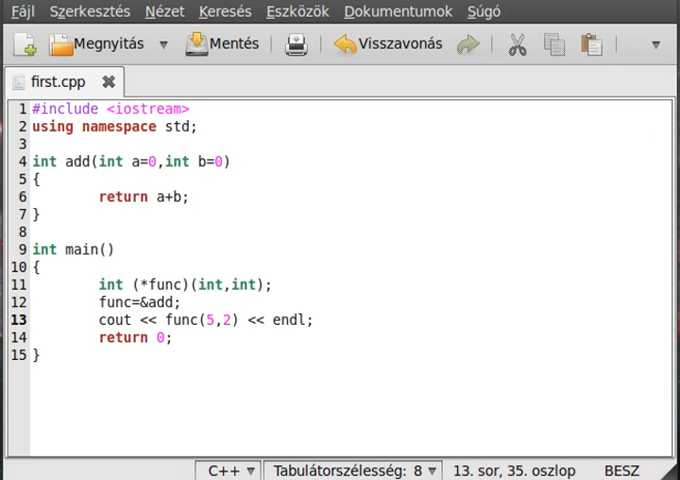 Fájl Szerkesztés Nézet Keresés Eszközök Dokumentumok Súgó
Megnyitás Mentés Visszavonás
first.cpp
1 #include <iostream>
2 using namespace std;
3
4 int add(int a=0,int b=0)
5 {
6 return a+b;
7 }
8
9 int main()
10 {
11 int (*func)(int,int);
12 func=&add;
13 cout << func(5,2) << endl;
14 return 0;
15 }
C++ Tabulátorszélesség: 8 13. sor, 35. oszlop BESZ